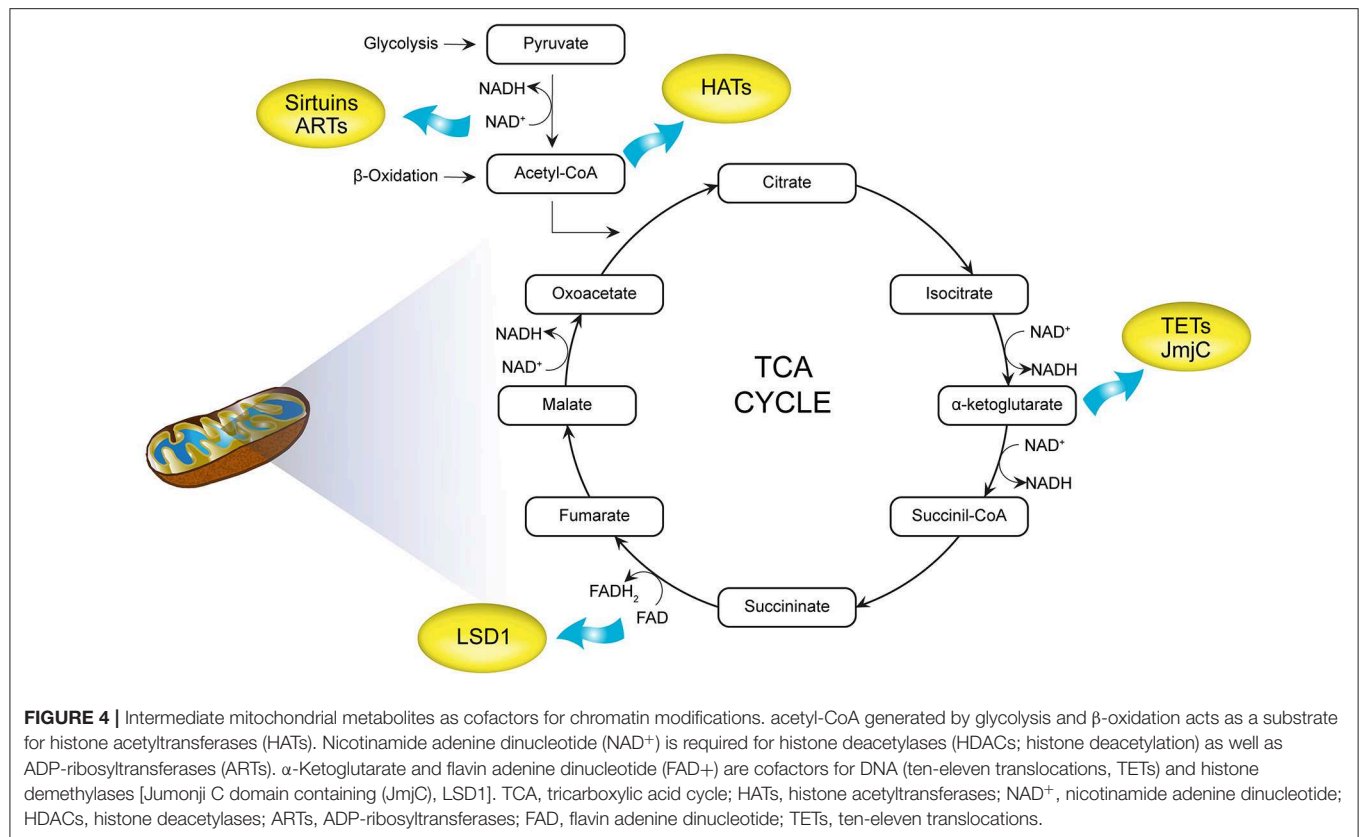 Glycolysis
Pyruvate
NADH
NAD⁺
Sirtuins
ARTs
HATs
β-Oxidation
Acetyl-CoA
Citrate
Oxoacetate
Isocitrate
NADH
NAD⁺
NAD⁺
NADH
TETs
JmjC
TCA
CYCLE
Malate
α-ketoglutarate
NAD⁺
NADH
Fumarate
Succinil-CoA
FADH₂
FAD
Succininate
LSD1
FIGURE 4 | Intermediate mitochondrial metabolites as cofactors for chromatin modifications. acetyl-CoA generated by glycolysis and β-oxidation acts as a substrate
for histone acetyltransferases (HATs). Nicotinamide adenine dinucleotide (NAD+) is required for histone deacetylases (HDACs; histone deacetylation) as well as
ADP-ribosyltransferases (ARTs). α-Ketoglutarate and flavin adenine dinucleotide (FAD+) are cofactors for DNA (ten-eleven translocations, TETs) and histone
demethylases [Jumonji C domain containing (JmjC), LSD1]. TCA, tricarboxylic acid cycle; HATs, histone acetyltransferases; NAD⁺, nicotinamide adenine dinucleotide;
HDACs, histone deacetylases; ARTs, ADP-ribosyltransferases; FAD, flavin adenine dinucleotide; TETs, ten-eleven translocations.